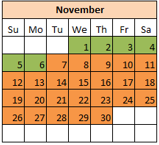 November
Su Mo Tu We Th Fr Sa
1 2 3 4
5 6 7 8 9 10 11
12 13 14 15 16 17 18
19 20 21 22 23 24 25
26 27 28 29 30